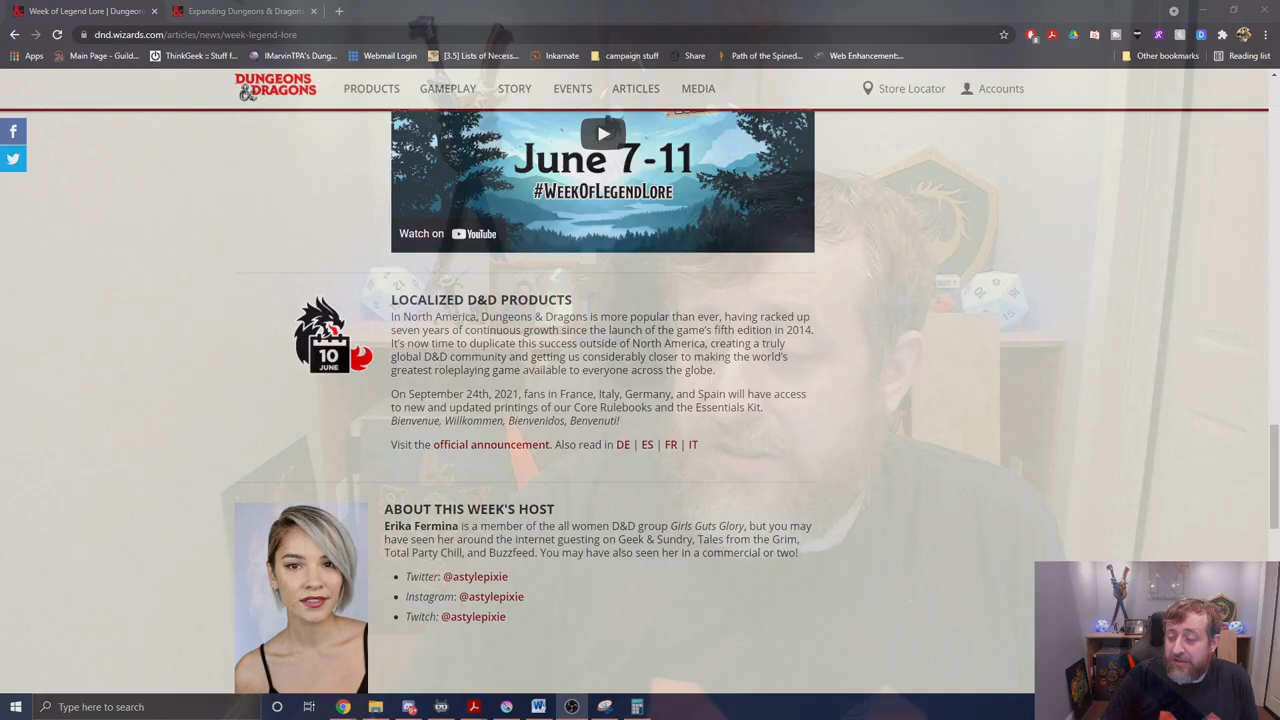 Week of Legend Lore | Dungeon
Expanding Dungeons & Dragons
dnd.wizards.com/articles/news/week-legend-lore
Apps
Main Page - Guild...
ThinkGeek :: Stuff f...
IMarvinTPA's Dung...
Webmail Login
[3.5] Lists of Necess...
Inkarnate
campaign stuff
Share
Path of the Spined...
Web Enhancement:...
Other bookmarks
Reading list
DUNGEONS
& DRAGONS
PRODUCTS
GAMEPLAY
STORY
EVENTS
ARTICLES
MEDIA
Store Locator
Accounts
June 7-11
#WEEKOFLEGENDLORE
Watch on YouTube
LOCALIZED D&D PRODUCTS
In North America, Dungeons & Dragons is more popular than ever, having racked up
seven years of continuous growth since the launch of the game's fifth edition in 2014.
It's now time to duplicate this success outside of North America, creating a truly
global D&D community and getting us considerably closer to making the world's
greatest roleplaying game available to everyone across the globe.
10
JUNE
On September 24th, 2021, fans in France, Italy, Germany, and Spain will have access
to new and updated printings of our Core Rulebooks and the Essentials Kit.
Bienvenue, Willkommen, Bienvenidos, Benvenuti!
Visit the official announcement. Also read in DE | ES | FR | IT
ABOUT THIS WEEK'S HOST
Erika Fermina is a member of the all women D&D group Girls Guts Glory, but you may
have seen her around the internet guesting on Geek & Sundry, Tales from the Grim,
Total Party Chill, and Buzzfeed. You may have also seen her in a commercial or two!
• Twitter: @astylepixie
• Instagram: @astylepixie
• Twitch: @astylepixie
Type here to search